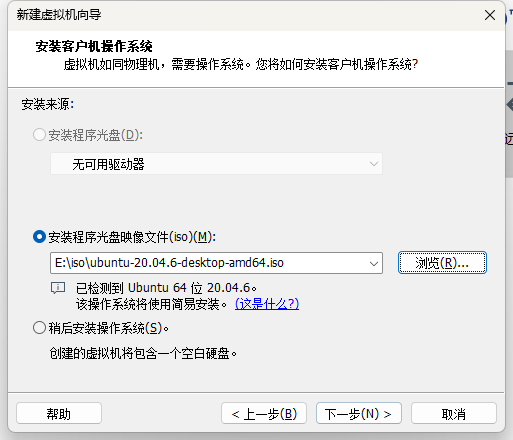 新建虚拟机向导
安装客户机操作系统
虚拟机如同物理机，需要操作系统。您将如何安装客户机操作系统?
安装来源:
安装程序光盘(D):
无可用驱动器
安装程序光盘映像文件(iso)(M):
E:\iso\ubuntu-20.04.6-desktop-amd64.iso
浏览(R)...
已检测到 Ubuntu 64 位 20.04.6。
该操作系统将使用简易安装。 (这是什么?)
稍后安装操作系统(S)。
创建的虚拟机将包含一个空白硬盘。
帮助
< 上一步(B)
下一步(N) >
取消